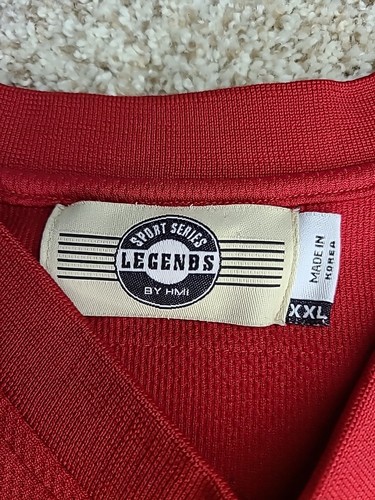 SPORT SERIES
LEGENDS
BY HMI
MADE IN
KOREA
XXL